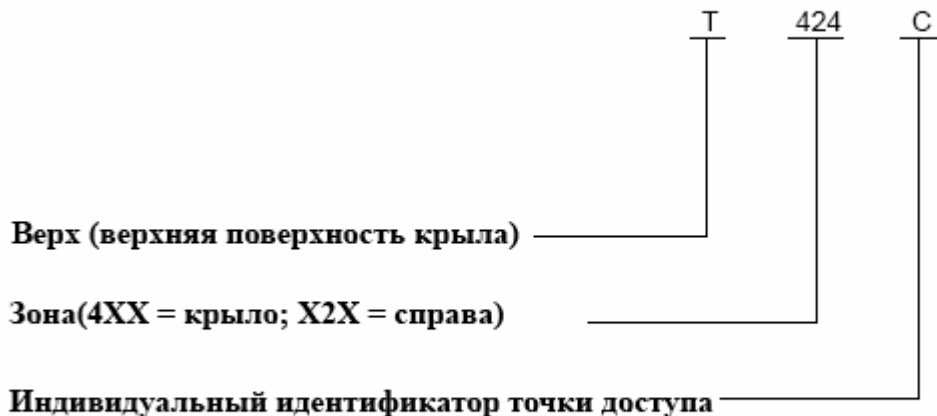 T 424 C
Верх (верхняя поверхность крыла)
Зона(4XX = крыло; X2X = справа)
Индивидуальный идентификатор точки доступа